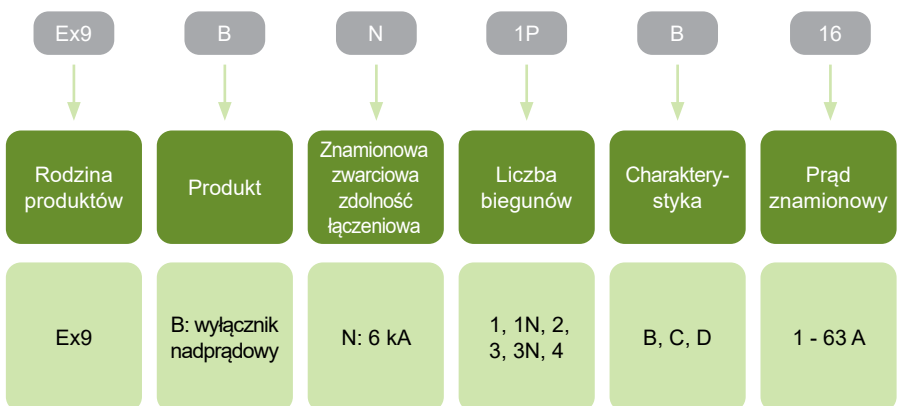 Ex9 B N 1P B 16
Rodzina
produktów
Produkt
Znamionowa
zwarciowa
zdolność
łączeniowa
Liczba
biegunów
Charaktery-
styka
Prąd
znamionowy
Ex9
B: wyłącznik
nadprądowy
N: 6 kA
1, 1N, 2,
3, 3N, 4
B, C, D
1 - 63 A